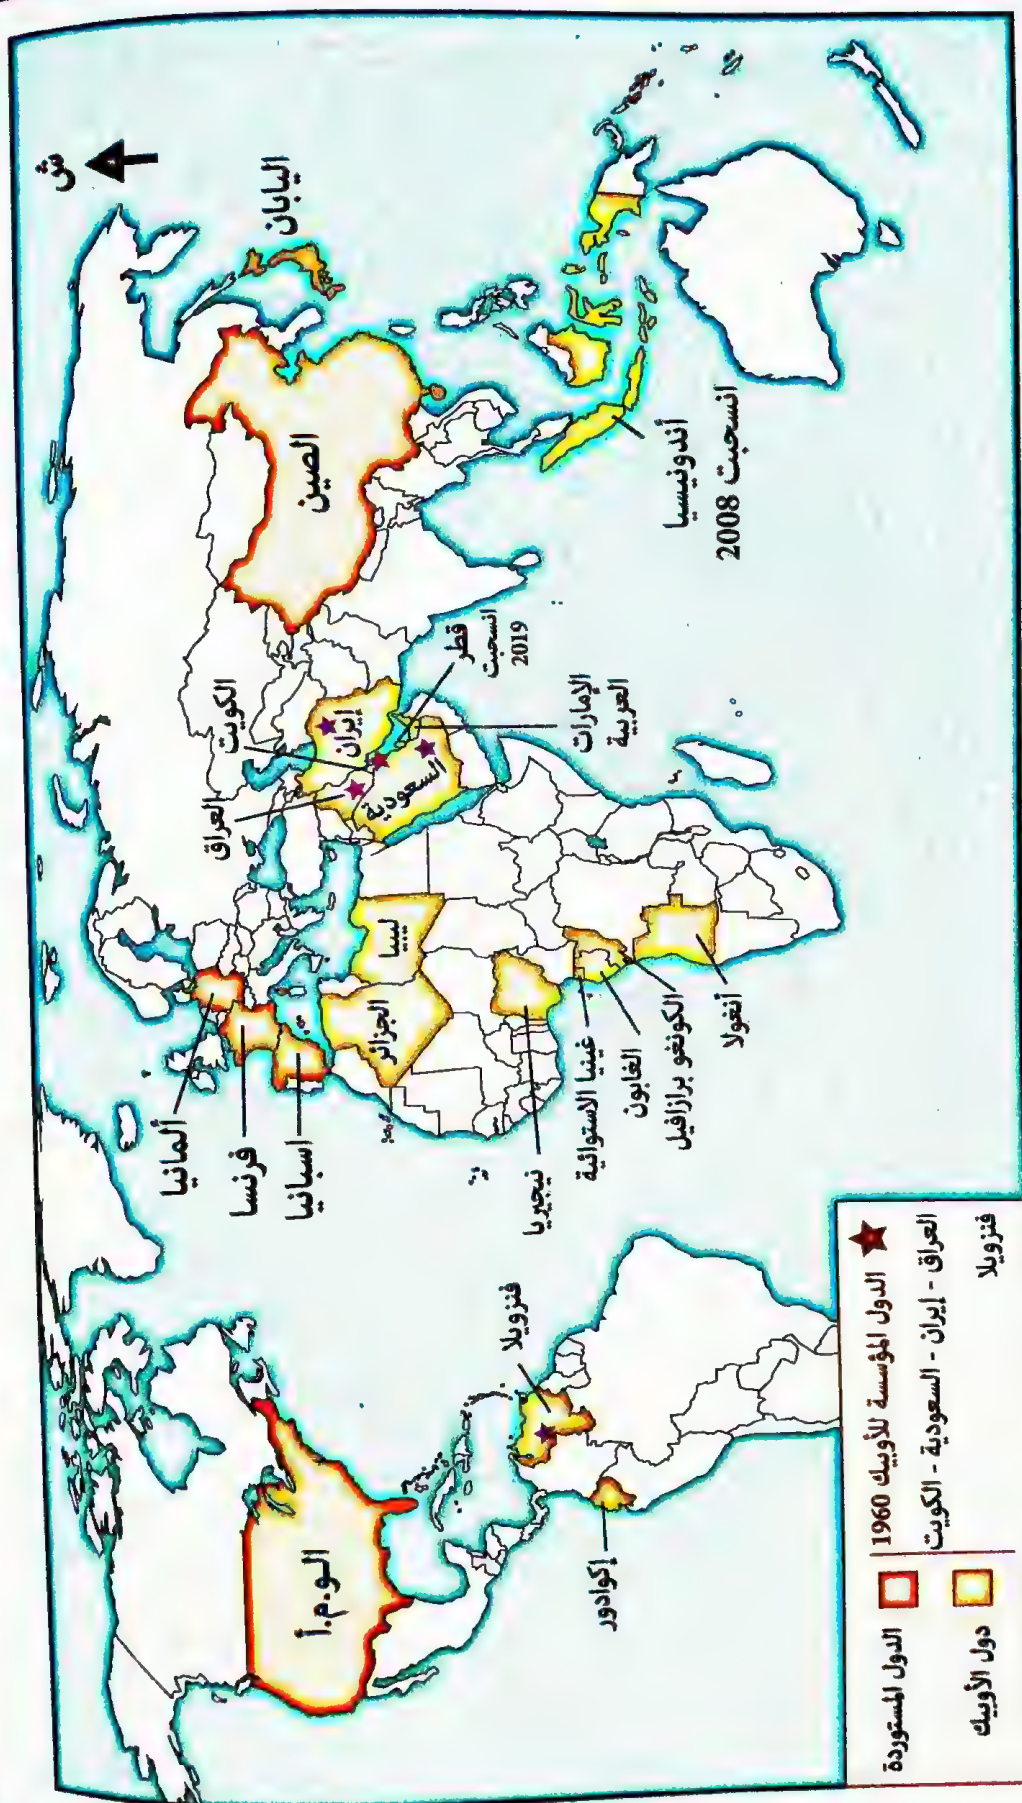 ش
اليابان
الصين
أندونيسيا
انسحبت 2008
قطر
انسحبت
2019
الكويت
إيران
العراق
السعودية
الإمارات
العربية
ليبيا
الجزائر
ألمانيا
فرنسا
اسبانيا
نيجيريا
غينيا الاستوائية
الغابون
الكونغو برازافيل
أنغولا
فنزويلا
إكوادور
الو.م.أ
الدول المستوردة
دول الأوبيك
الدول المؤسسة للأوبيك 1960
العراق - إيران - السعودية - الكويت
فنزويلا